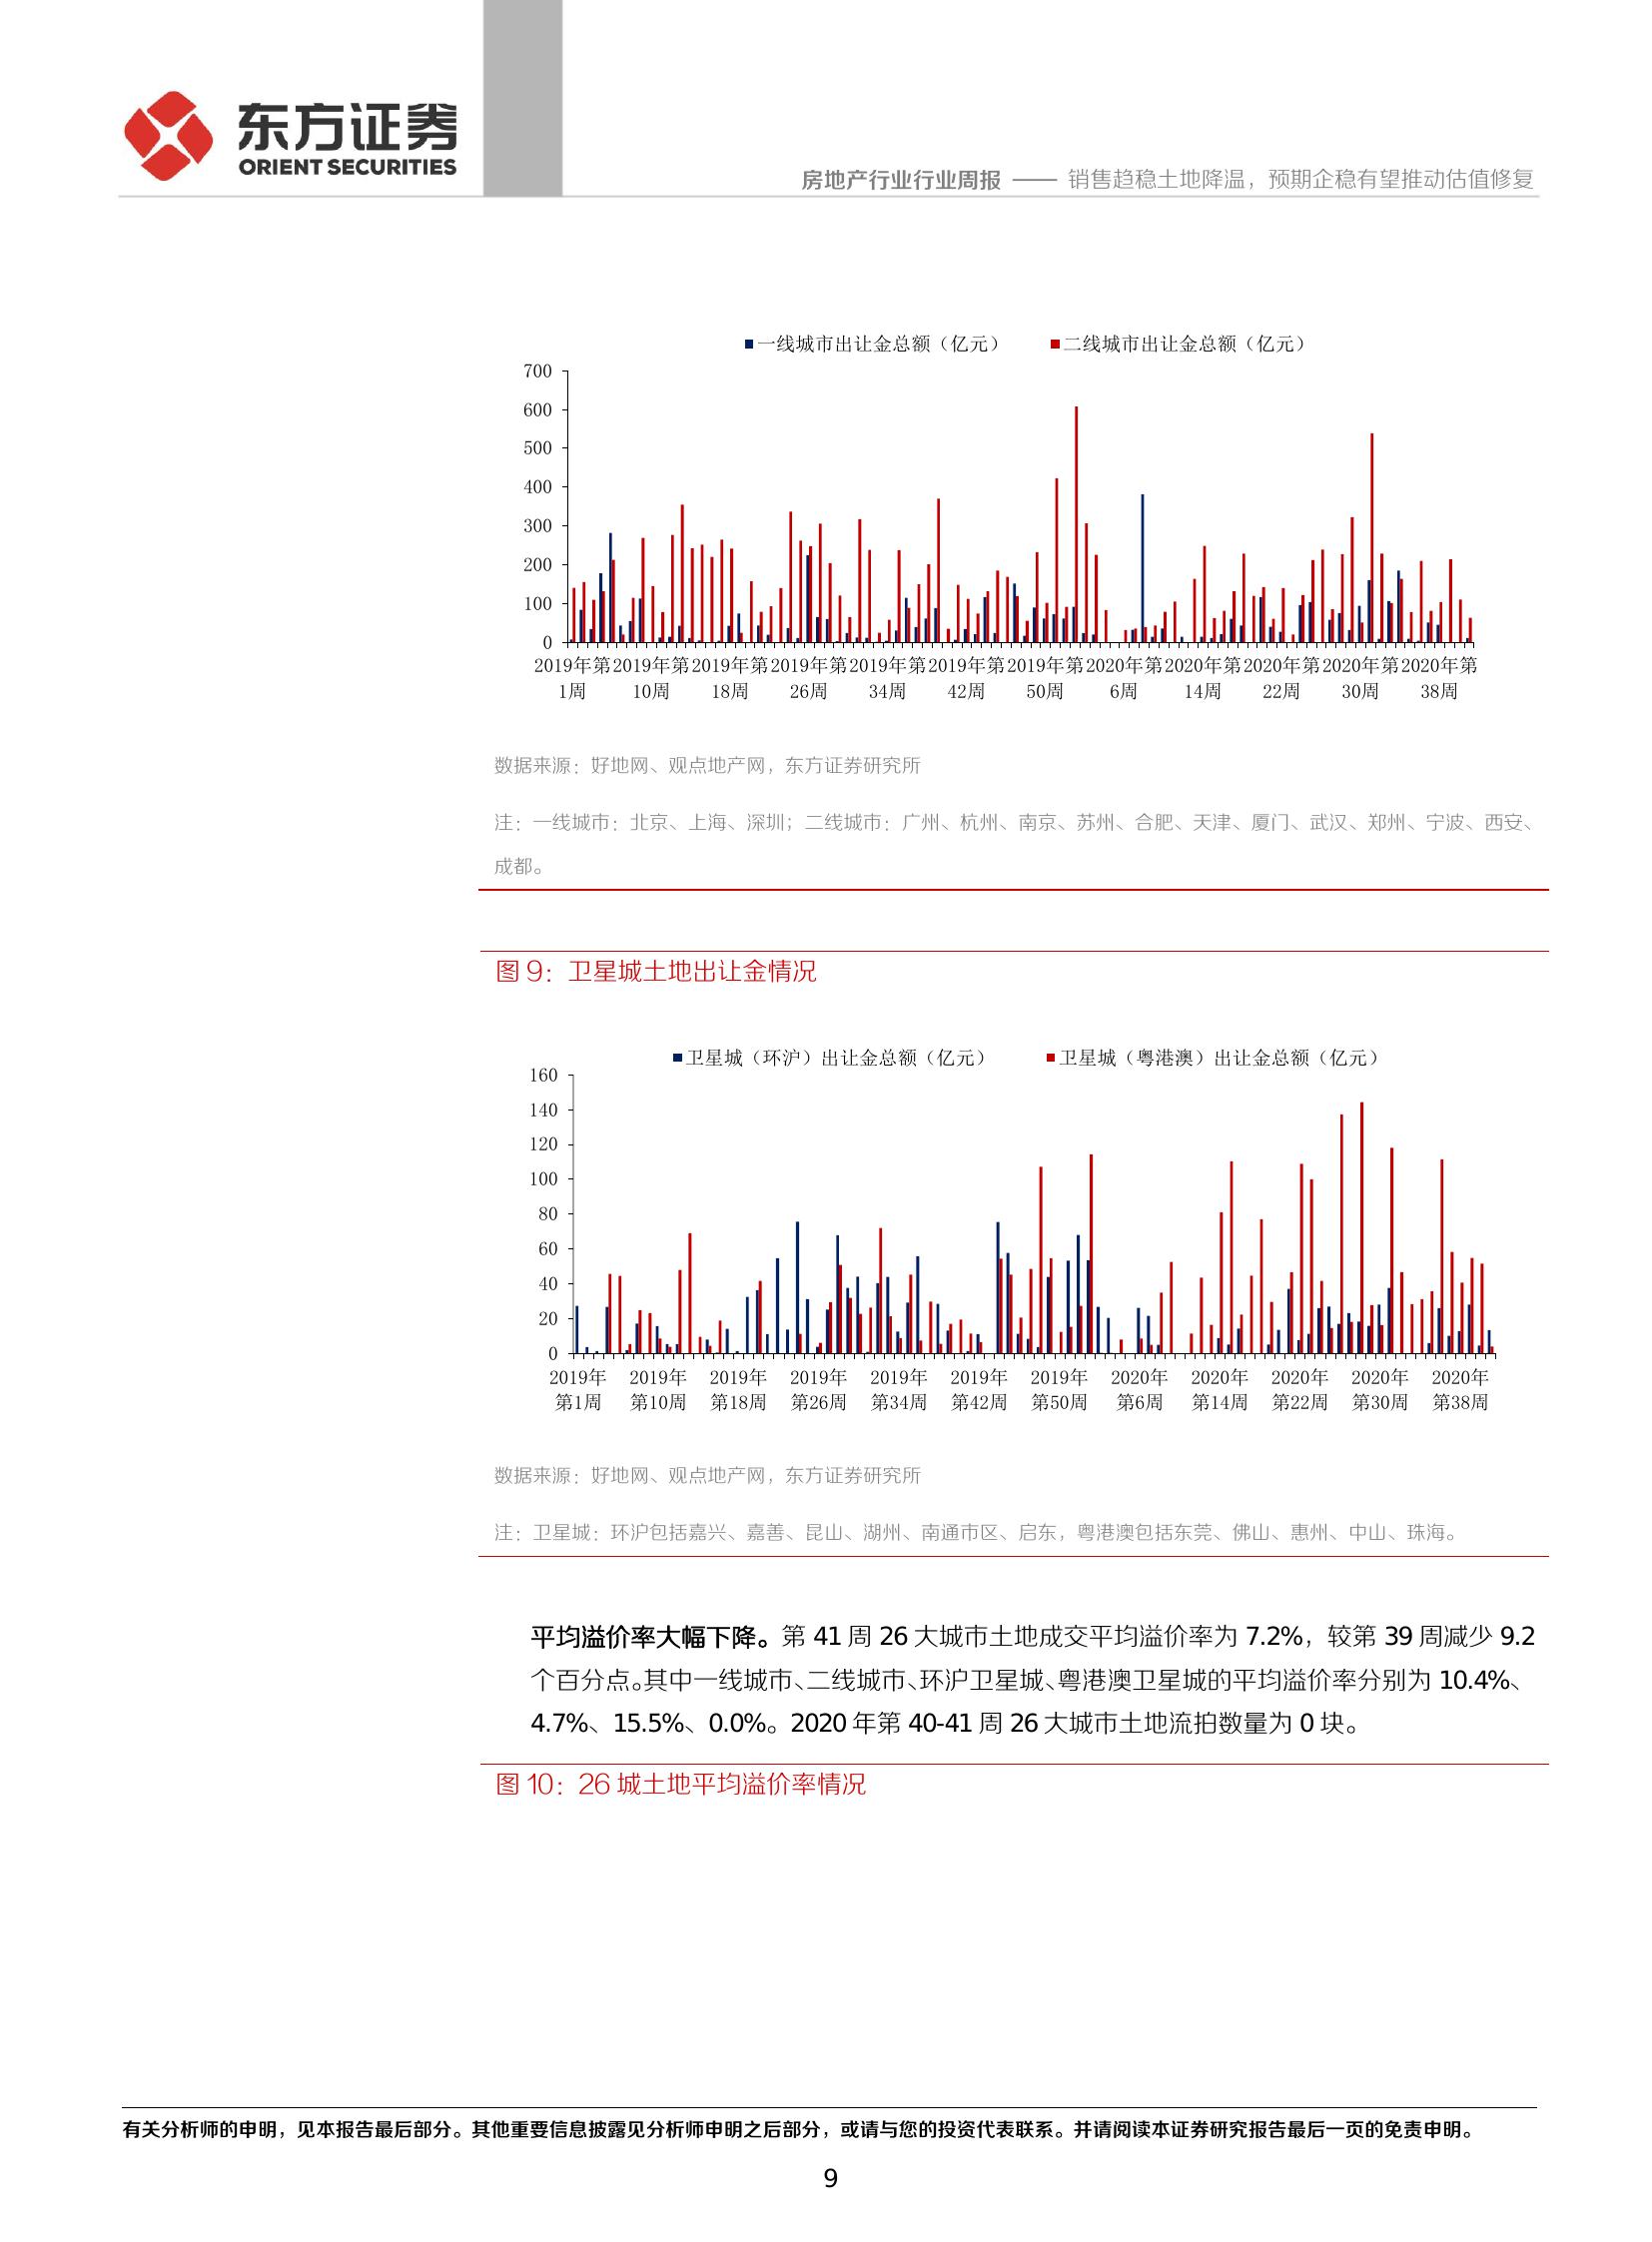 东方证券
ORIENT SECURITIES
房地产行业行业周报 —— 销售趋稳土地降温，预期企稳有望推动估值修复
一线城市出让金总额（亿元） 二线城市出让金总额（亿元）
700
600
500
400
300
200
100
0
2019年第 2019年第 2019年第 2019年第 2019年第 2019年第 2019年第 2020年第 2020年第 2020年第 2020年第 2020年第
1周 10周 18周 26周 34周 42周 50周 6周 14周 22周 30周 38周
数据来源：好地网、观点地产网，东方证券研究所
注：一线城市：北京、上海、深圳；二线城市：广州、杭州、南京、苏州、合肥、天津、厦门、武汉、郑州、宁波、西安、
成都。
图 9：卫星城土地出让金情况
卫星城（环沪）出让金总额（亿元） 卫星城（粤港澳）出让金总额（亿元）
160
140
120
100
80
60
40
20
0
2019年 2019年 2019年 2019年 2019年 2019年 2019年 2020年 2020年 2020年 2020年 2020年
第1周 第10周 第18周 第26周 第34周 第42周 第50周 第6周 第14周 第22周 第30周 第38周
数据来源：好地网、观点地产网，东方证券研究所
注：卫星城：环沪包括嘉兴、嘉善、昆山、湖州、南通市区、启东，粤港澳包括东莞、佛山、惠州、中山、珠海。
平均溢价率大幅下降。第 41 周 26 大城市土地成交平均溢价率为 7.2%，较第 39 周减少 9.2
个百分点。其中一线城市、二线城市、环沪卫星城、粤港澳卫星城的平均溢价率分别为 10.4%、
4.7%、15.5%、0.0%。2020 年第 40-41 周 26 大城市土地流拍数量为 0 块。
图 10：26 城土地平均溢价率情况
有关分析师的申明，见本报告最后部分。其他重要信息披露见分析师申明之后部分，或请与您的投资代表联系。并请阅读本证券研究报告最后一页的免责申明。
9